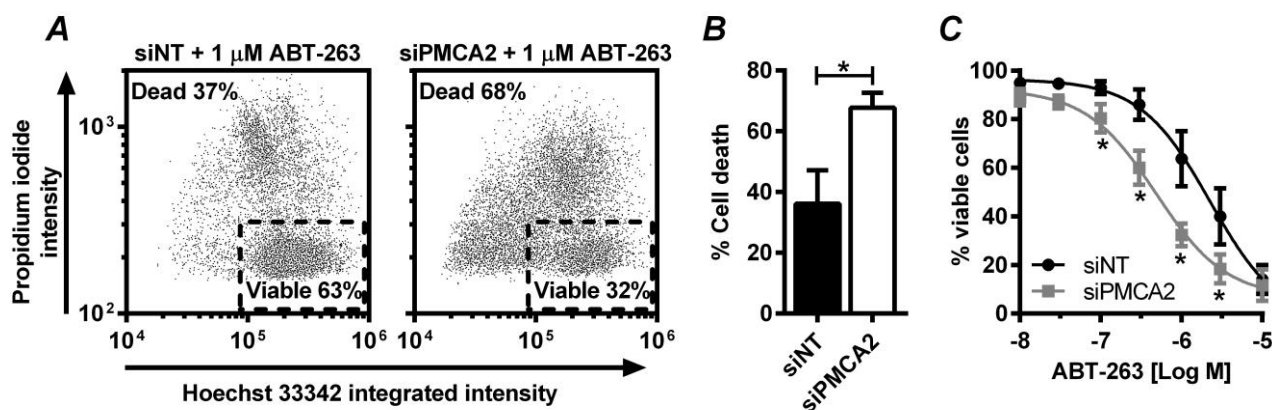 A
siNT + 1 μM ABT-263
siPMCA2 + 1 μM ABT-263
Propidium iodide
intensity
10³
10²
Dead 37%
Viable 63%
Dead 68%
Viable 32%
10⁴ 10⁵ 10⁶
10⁴ 10⁵ 10⁶
Hoechst 33342 integrated intensity
B
% Cell death
80
60
40
20
0
*
siNT
siPMCA2
C
% viable cells
100
80
60
40
20
0
*
*
*
*
siNT
siPMCA2
-8 -7 -6 -5
ABT-263 [Log M]